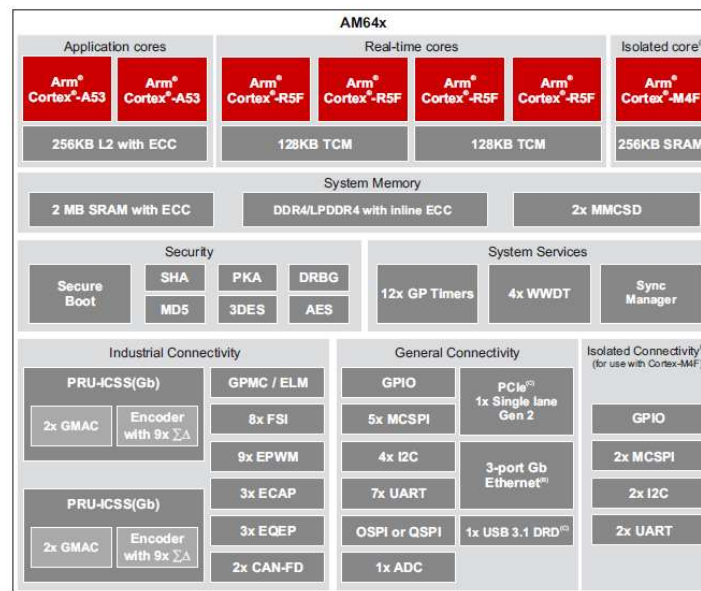 AM64x
Application cores
Real-time cores
Isolated core
Arm®
Cortex®-A53
Arm®
Cortex®-A53
Arm®
Cortex®-R5F
Arm®
Cortex®-R5F
Arm®
Cortex®-R5F
Arm®
Cortex®-R5F
Arm®
Cortex®-M4F
256KB L2 with ECC
128KB TCM
128KB TCM
256KB SRAM
System Memory
2 MB SRAM with ECC
DDR4/LPDDR4 with inline ECC
2x MMCSD
Security
Secure
Boot
SHA
PKA
DRBG
MD5
3DES
AES
System Services
12x GP Timers
4x WWDT
Sync
Manager
Industrial Connectivity
PRU-ICSS(Gb)
2x GMAC
Encoder
with 9x ΣΔ
PRU-ICSS(Gb)
2x GMAC
Encoder
with 9x ΣΔ
GPMC / ELM
8x FSI
9x EPWM
3x ECAP
3x EQEP
2x CAN-FD
General Connectivity
GPIO
5x MCSPI
4x I2C
7x UART
OSPI or QSPI
1x ADC
PCIe(C)
1x Single lane
Gen 2
3-port Gb
Ethernet(B)
1x USB 3.1 DRD(C)
Isolated Connectivity
(for use with Cortex-M4F)
GPIO
2x MCSPI
2x I2C
2x UART